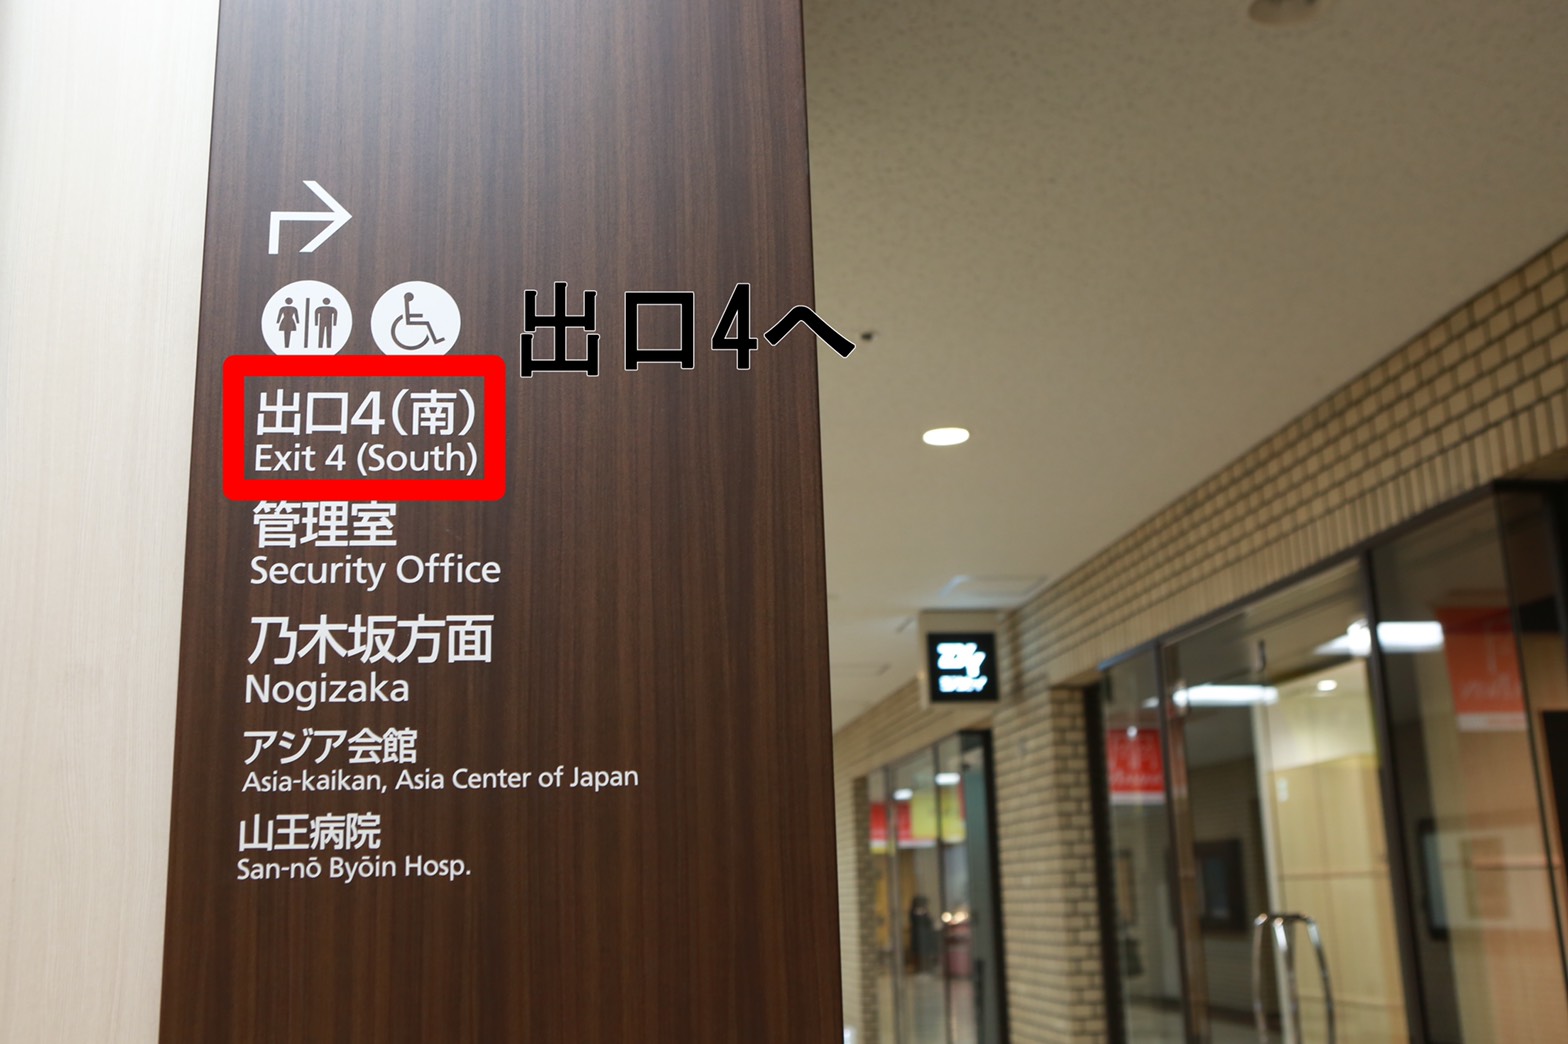 出口4へ
出口4(南)
Exit 4 (South)
管理室
Security Office
乃木坂方面
Nogizaka
アジア会館
Asia-kaikan, Asia Center of Japan
山王病院
San-nō Byōin Hosp.